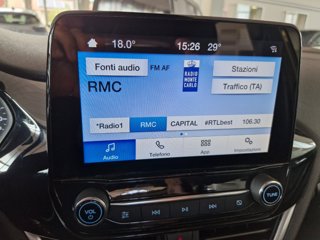 18.0° 15:26 29°
Fonti audio FM AF RADIO MONTE CARLO Stazioni
RMC Traffico (TA)
*Radio1 RMC CAPITAL #RTLbest 106.30
Audio Telefono App Impostazioni
VOL TUNE